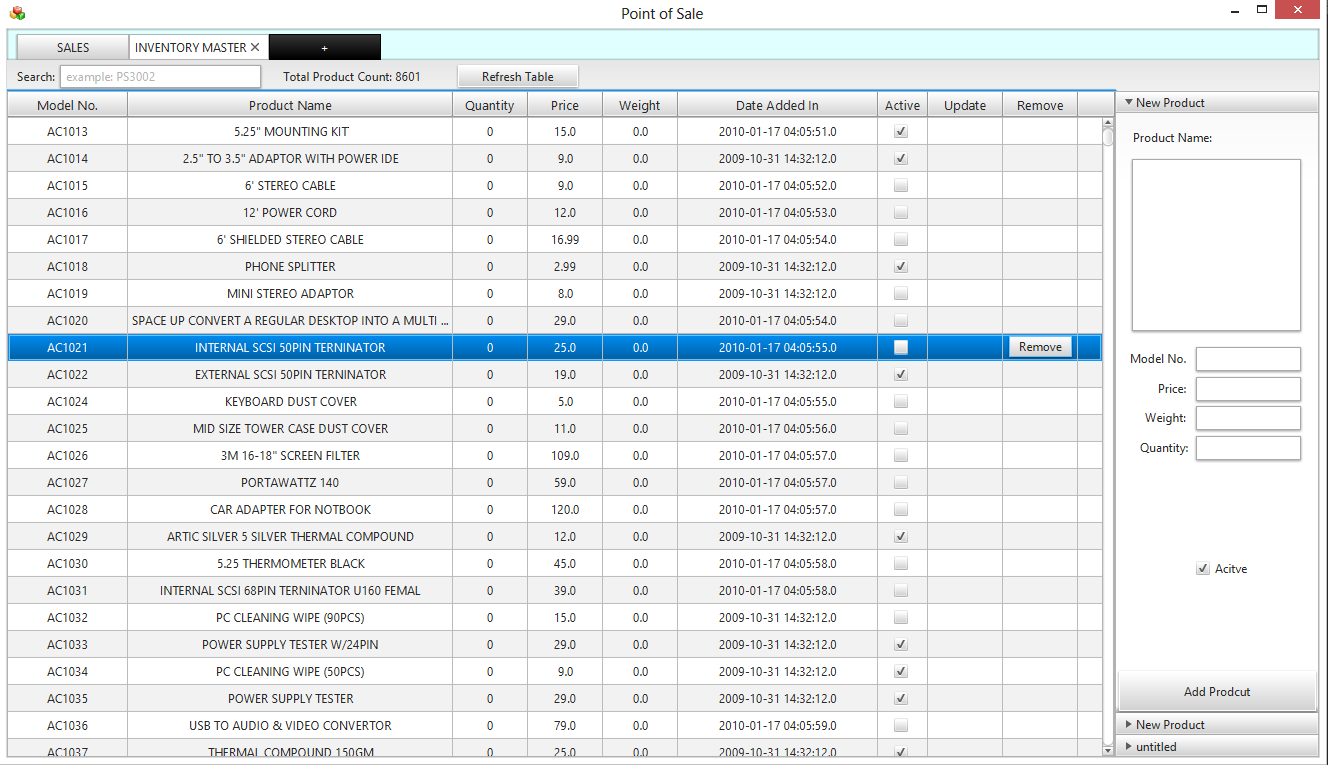 Point of Sale
SALES INVENTORY MASTER +
Search: example: PS3002 Total Product Count: 8601 Refresh Table
Model No. Product Name Quantity Price Weight Date Added In Active Update Remove
AC1013 5.25" MOUNTING KIT 0 15.0 0.0 2010-01-17 04:05:51.0
AC1014 2.5" TO 3.5" ADAPTOR WITH POWER IDE 0 9.0 0.0 2009-10-31 14:32:12.0
AC1015 6' STEREO CABLE 0 9.0 0.0 2010-01-17 04:05:52.0
AC1016 12' POWER CORD 0 12.0 0.0 2010-01-17 04:05:53.0
AC1017 6' SHIELDED STEREO CABLE 0 16.99 0.0 2010-01-17 04:05:54.0
AC1018 PHONE SPLITTER 0 2.99 0.0 2009-10-31 14:32:12.0
AC1019 MINI STEREO ADAPTOR 0 8.0 0.0 2009-10-31 14:32:12.0
AC1020 SPACE UP CONVERT A REGULAR DESKTOP INTO A MULTI ... 0 29.0 0.0 2010-01-17 04:05:54.0
AC1021 INTERNAL SCSI 50PIN TERNINATOR 0 25.0 0.0 2010-01-17 04:05:55.0 Remove
AC1022 EXTERNAL SCSI 50PIN TERNINATOR 0 19.0 0.0 2009-10-31 14:32:12.0
AC1024 KEYBOARD DUST COVER 0 5.0 0.0 2010-01-17 04:05:55.0
AC1025 MID SIZE TOWER CASE DUST COVER 0 11.0 0.0 2010-01-17 04:05:56.0
AC1026 3M 16-18" SCREEN FILTER 0 109.0 0.0 2010-01-17 04:05:57.0
AC1027 PORTAWATTZ 140 0 59.0 0.0 2010-01-17 04:05:57.0
AC1028 CAR ADAPTER FOR NOTBOOK 0 120.0 0.0 2010-01-17 04:05:57.0
AC1029 ARTIC SILVER 5 SILVER THERMAL COMPOUND 0 12.0 0.0 2009-10-31 14:32:12.0
AC1030 5.25 THERMOMETER BLACK 0 45.0 0.0 2010-01-17 04:05:58.0
AC1031 INTERNAL SCSI 68PIN TERNINATOR U160 FEMAL 0 39.0 0.0 2010-01-17 04:05:58.0
AC1032 PC CLEANING WIPE (90PCS) 0 15.0 0.0 2009-10-31 14:32:12.0
AC1033 POWER SUPPLY TESTER W/24PIN 0 29.0 0.0 2009-10-31 14:32:12.0
AC1034 PC CLEANING WIPE (50PCS) 0 9.0 0.0 2009-10-31 14:32:12.0
AC1035 POWER SUPPLY TESTER 0 29.0 0.0 2009-10-31 14:32:12.0
AC1036 USB TO AUDIO & VIDEO CONVERTOR 0 79.0 0.0 2010-01-17 04:05:59.0
AC1037 THERMAL COMPOUND 150GM 0 25.0 0.0 2009-10-31 14:32:12.0
New Product
Product Name:
Model No.
Price:
Weight:
Quantity:
Acitve
Add Prodcut
New Product
untitled